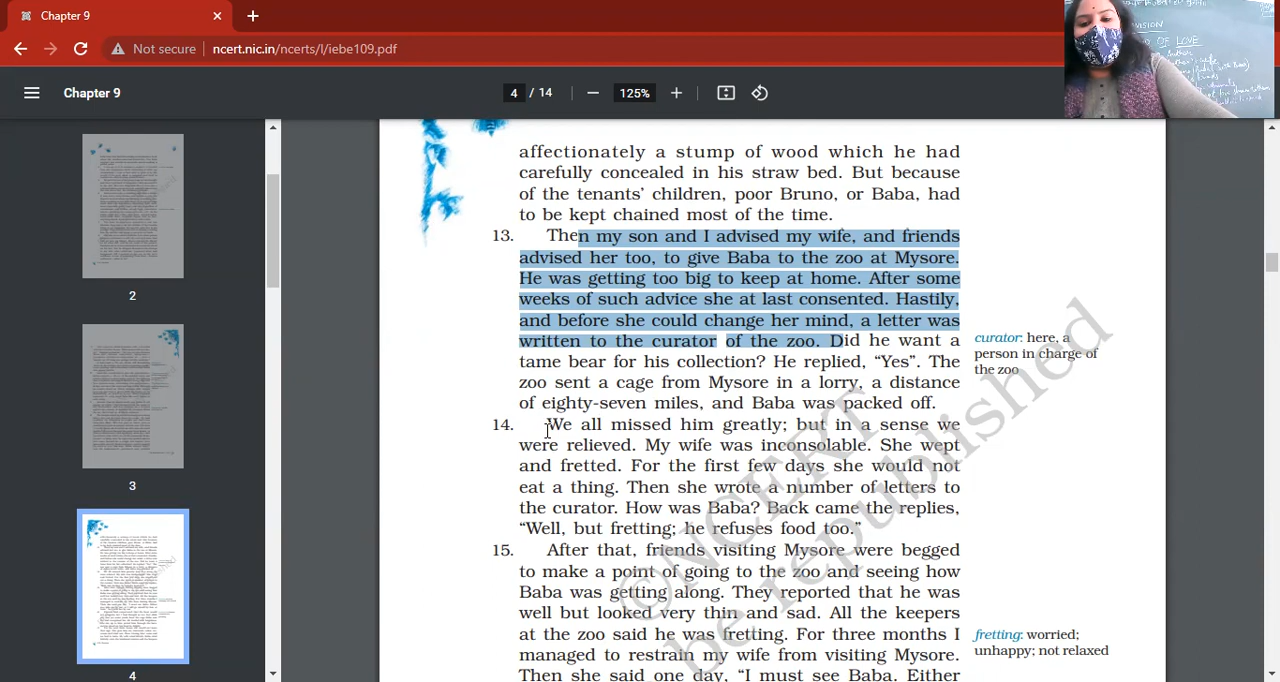 Chapter 9
Not secure
ncert.nic.in/ncerts/l/iebe109.pdf
VISION
OF LOVE
Chapter 9
4 / 14
125%
2
3
4
affectionately a stump of wood which he had
carefully concealed in his straw bed. But because
of the tenants' children, poor Bruno, or Baba, had
to be kept chained most of the time.
13. Then my son and I advised my wife, and friends
advised her too, to give Baba to the zoo at Mysore.
He was getting too big to keep at home. After some
weeks of such advice she at last consented. Hastily,
and before she could change her mind, a letter was
written to the curator of the zoo. Did he want a
tame bear for his collection? He replied, “Yes”. The
zoo sent a cage from Mysore in a lorry, a distance
of eighty-seven miles, and Baba was packed off.
curator: here, a
person in charge of
the zoo
14. We all missed him greatly; but in a sense we
were relieved. My wife was inconsolable. She wept
and fretted. For the first few days she would not
eat a thing. Then she wrote a number of letters to
the curator. How was Baba? Back came the replies,
“Well, but fretting; he refuses food too.”
15. After that, friends visiting Mysore were begged
to make a point of going to the zoo and seeing how
Baba was getting along. They reported that he was
well but looked very thin and sad. All the keepers
at the zoo said he was fretting. For three months I
managed to restrain my wife from visiting Mysore.
Then she said one day, “I must see Baba. Either
fretting: worried;
unhappy; not relaxed
NCERT
be republished